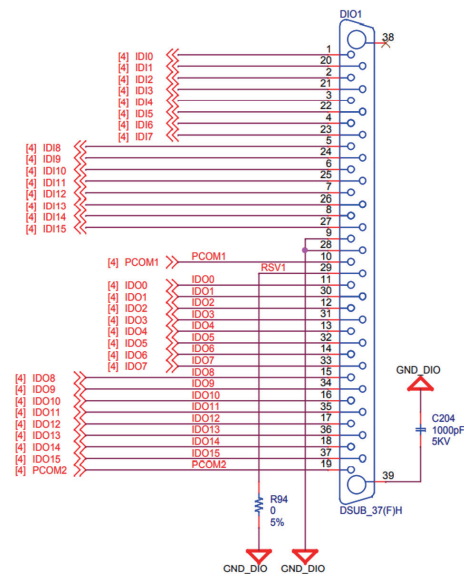 DIO1
38
[4] IDI0 1
[4] IDI1 20
[4] IDI2 2
[4] IDI3 21
[4] IDI4 3
[4] IDI5 22
[4] IDI6 4
[4] IDI7 23
[4] IDI8 5
[4] IDI9 24
[4] IDI10 6
[4] IDI11 25
[4] IDI12 7
[4] IDI13 26
[4] IDI14 8
[4] IDI15 27
9
28
[4] PCOM1 PCOM1 10
RSV1 29
[4] IDO0 IDO0 11
[4] IDO1 IDO1 30
[4] IDO2 IDO2 12
[4] IDO3 IDO3 31
[4] IDO4 IDO4 13
[4] IDO5 IDO5 32
[4] IDO6 IDO6 14
[4] IDO7 IDO7 33
[4] IDO8 IDO8 15
[4] IDO9 IDO9 34
[4] IDO10 IDO10 16
[4] IDO11 IDO11 35
[4] IDO12 IDO12 17
[4] IDO13 IDO13 36
[4] IDO14 IDO14 18
[4] IDO15 IDO15 37
[4] PCOM2 PCOM2 19
GND_DIO
C204
1000pF
5KV
39
DSUB_37(F)H
R94
0
5%
GND_DIO GND_DIO